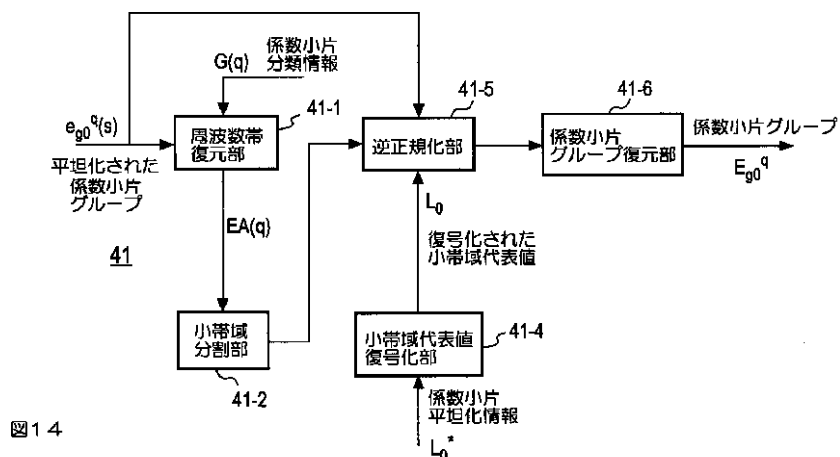 G(q)
係数小片
分類情報
41-1
41-5
41-6
e_g0^q(s)
周波数帯
復元部
逆正規化部
係数小片
グループ復元部
係数小片グループ
E_g0^q
平坦化された
係数小片
グループ
L₀
EA(q)
復号化された
小帯域代表値
41
小帯域
分割部
41-2
小帯域代表値
復号化部
41-4
係数小片
平坦化情報
L₀*
図14